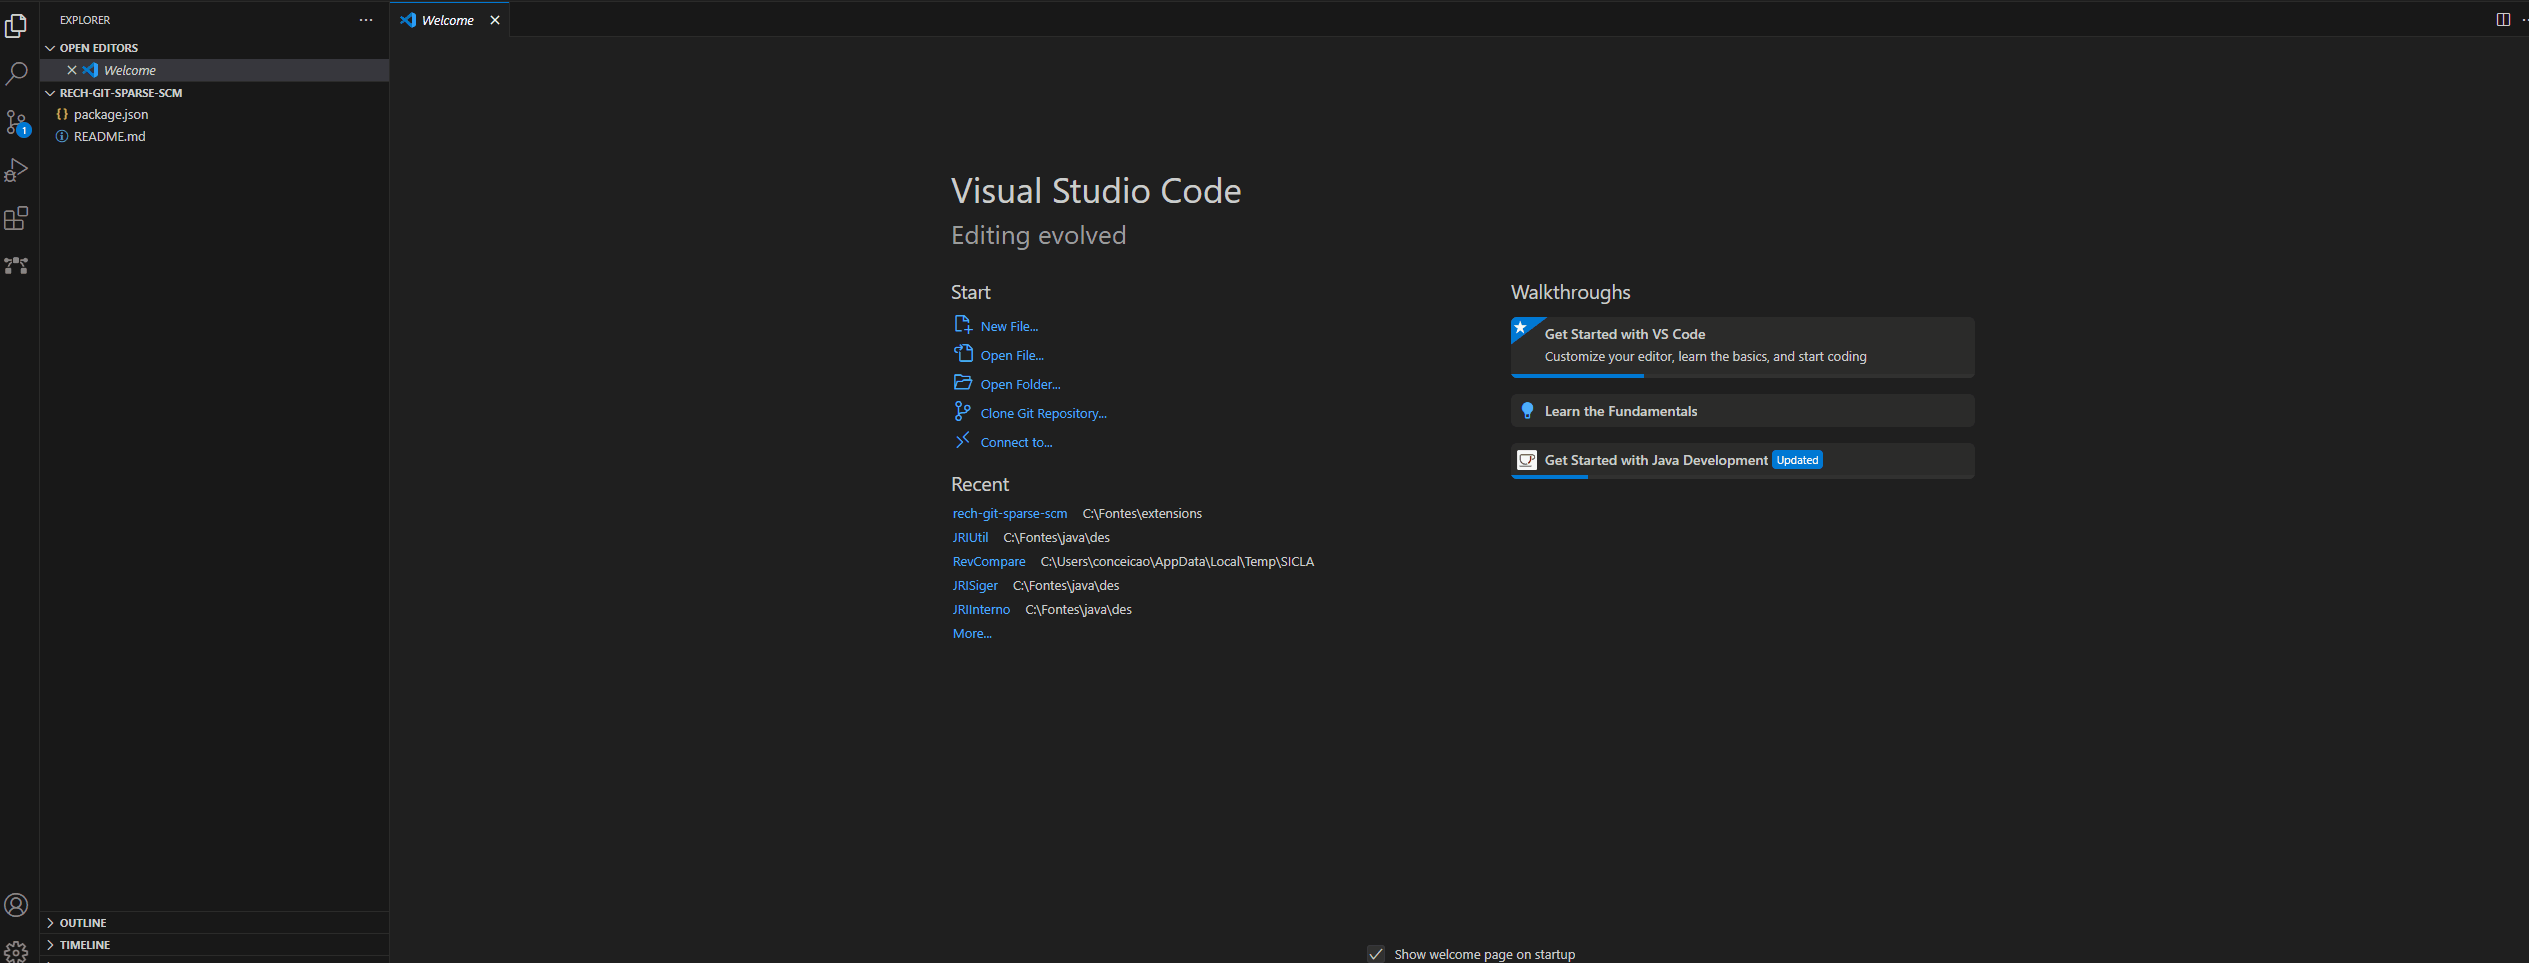 EXPLORER
OPEN EDITORS
Welcome
RECH-GIT-SPARSE-SCM
package.json
README.md
1
OUTLINE
TIMELINE
Welcome
Visual Studio Code
Editing evolved
Start
New File...
Open File...
Open Folder...
Clone Git Repository...
Connect to...
Recent
rech-git-sparse-scm C:\Fontes\extensions
JRIUtil C:\Fontes\java\des
RevCompare C:\Users\conceicao\AppData\Local\Temp\SICLA
JRISiger C:\Fontes\java\des
JRIInterno C:\Fontes\java\des
More...
Walkthroughs
Get Started with VS Code
Customize your editor, learn the basics, and start coding
Learn the Fundamentals
Get Started with Java Development Updated
Show welcome page on startup